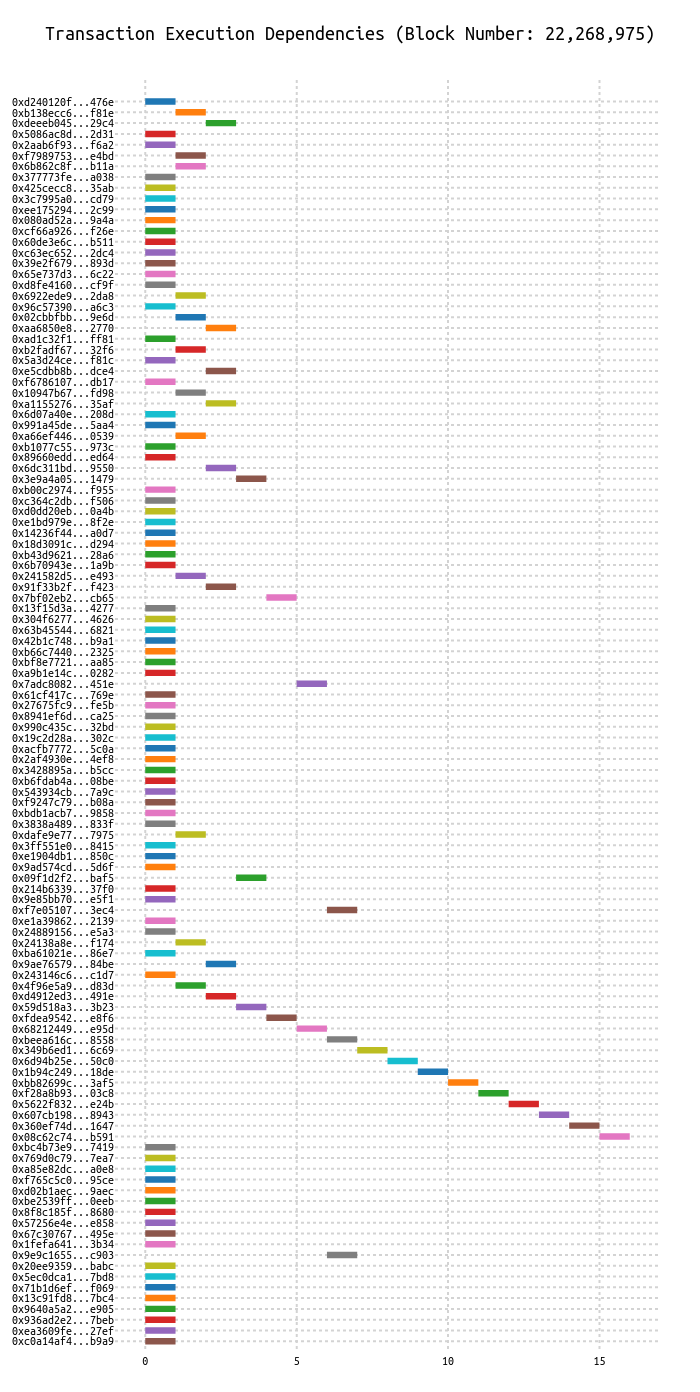 Transaction Execution Dependencies (Block Number: 22,268,975)
0xd240120f...476e
0xb138ecc6...f81e
0xdeeeb045...29c4
0x5086ac8d...2d31
0x2aab6f93...f6a2
0xf7989753...e4bd
0x6b862c8f...b11a
0x377773fe...a038
0x425cecc8...35ab
0x3c7995a0...cd79
0xee175294...2c99
0x080ad52a...9a4a
0xcf66a926...f26e
0x60de3e6c...b511
0xc63ec652...2dc4
0x39e2f679...893d
0x65e737d3...6c22
0xd8fe4160...cf9f
0x6922ede9...2da8
0x96c57390...a6c3
0x02cbbfbb...9e6d
0xaa6850e8...2770
0xad1c32f1...ff81
0xb2fadf67...32f6
0x5a3d24ce...f81c
0xe5cdbb8b...dce4
0xf6786107...db17
0x10947b67...fd98
0xa1155276...35af
0x6d07a40e...208d
0x991a45de...5aa4
0xa66ef446...0539
0xb1077c55...973c
0x89660edd...ed64
0x6dc311bd...9550
0x3e9a4a05...1479
0xb00c2974...f955
0xc364c2db...f506
0xd0dd20eb...0a4b
0xe1bd979e...8f2e
0x14236f44...a0d7
0x18d3091c...d294
0xb43d9621...28a6
0x6b70943e...1a9b
0x241582d5...e493
0x91f33b2f...f423
0x7bf02eb2...cb65
0x13f15d3a...4277
0x304f6277...4626
0x63b45544...6821
0x42b1c748...b9a1
0xb66c7440...2325
0xbf8e7721...aa85
0xa9b1e14c...0282
0x7adc8082...451e
0x61cf417c...769e
0x27675fc9...fe5b
0x8941ef6d...ca25
0x990c435c...32bd
0x19c2d28a...302c
0xacfb7772...5c0a
0x2af4930e...4ef8
0x3428895a...b5cc
0xb6fdab4a...08be
0x543934cb...7a9c
0xf9247c79...b08a
0xbdb1acb7...9858
0x3838a489...833f
0xdafe9e77...7975
0x3ff551e0...8415
0xe1904db1...850c
0x9ad574cd...5d6f
0x09f1d2f2...baf5
0x214b6339...37f0
0x9e85bb70...e5f1
0xf7e05107...3ec4
0xe1a39862...2139
0x24889156...e5a3
0x24138a8e...f174
0xba61021e...86e7
0x9ae76579...84be
0x243146c6...c1d7
0x4f96e5a9...d83d
0xd4912ed3...491e
0x59d518a3...3b23
0xfdea9542...e8f6
0x68212449...e95d
0xbeea616c...8558
0x349b6ed1...6c69
0x6d94b25e...50c0
0x1b94c249...18de
0xbb82699c...3af5
0xf28a8b93...03c8
0x5622f832...e24b
0x607cb198...8943
0x360ef74d...1647
0x08c62c74...b591
0xbc4b73e9...7419
0x769d0c79...7ea7
0xa85e82dc...a0e8
0xf765c5c0...95ce
0xd02b1aec...9aec
0xbe2539ff...0eeb
0x8f8c185f...8680
0x57256e4e...e858
0x67c30767...495e
0x1fefa641...3b34
0x9e9c1655...c903
0x20ee9359...babc
0x5ec0dca1...7bd8
0x71b1d6ef...f069
0x13c91fd8...7bc4
0x9640a5a2...e905
0x936ad2e2...7beb
0xea3609fe...27ef
0xc0a14af4...b9a9
0 5 10 15